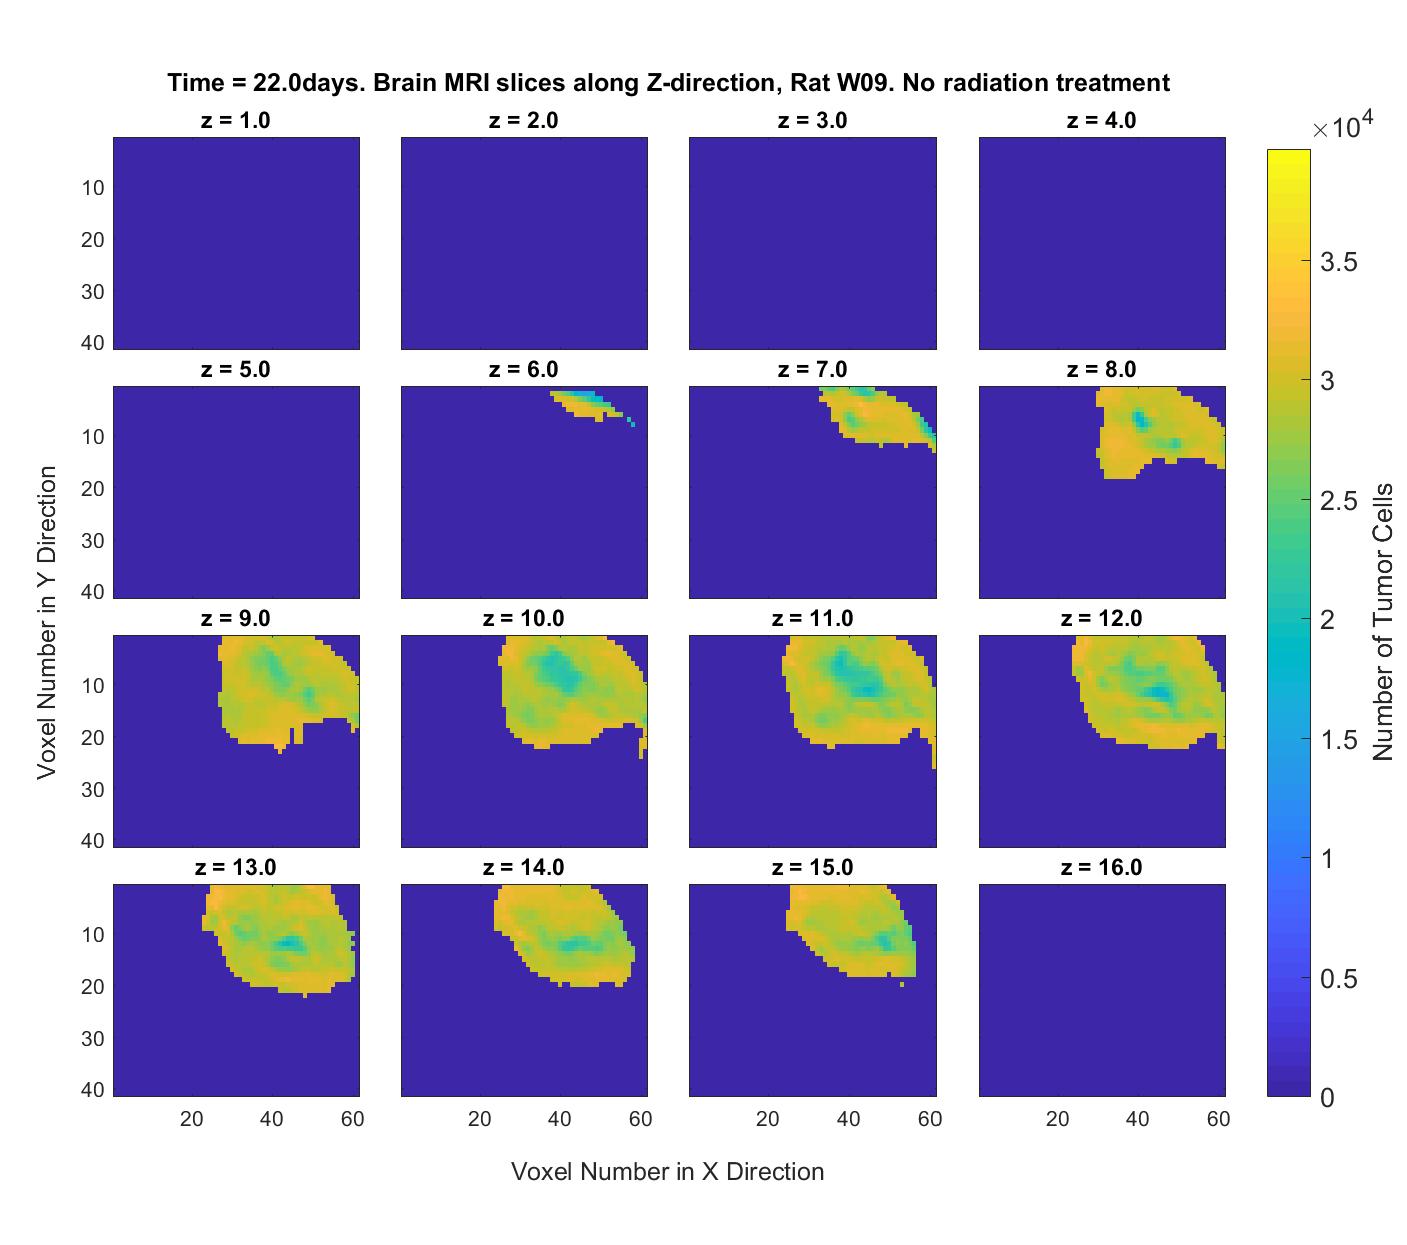 Time = 22.0days. Brain MRI slices along Z-direction, Rat W09. No radiation treatment
z = 1.0
z = 2.0
z = 3.0
z = 4.0
×10^4
10
20
30
40
z = 5.0
z = 6.0
z = 7.0
z = 8.0
10
20
30
40
z = 9.0
z = 10.0
z = 11.0
z = 12.0
10
20
30
40
z = 13.0
z = 14.0
z = 15.0
z = 16.0
10
20
30
40
20 40 60
20 40 60
20 40 60
20 40 60
Voxel Number in Y Direction
Voxel Number in X Direction
3.5
3
2.5
2
1.5
1
0.5
0
Number of Tumor Cells